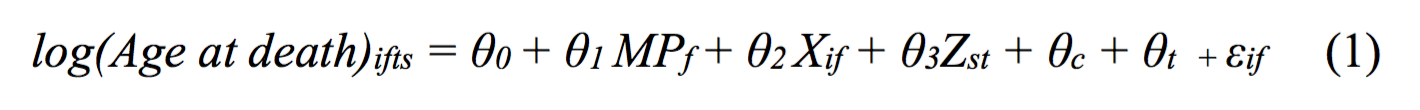 log(Age at death)ifts = θ0 + θ1 MPf + θ2 Xif + θ3Zst + θc + θt + εif (1)